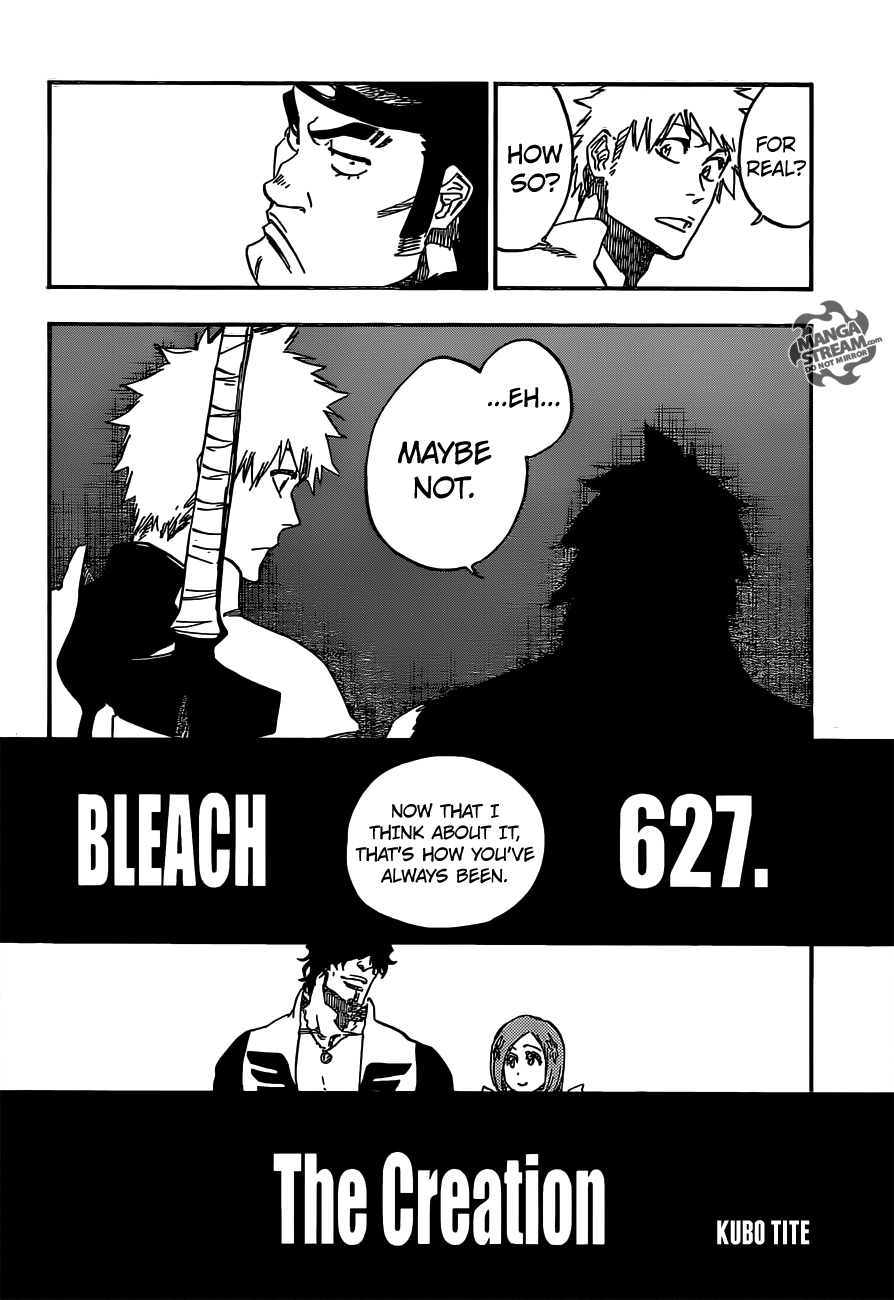 FOR
REAL?
HOW
SO?
MANGA
STREAM.com
DO NOT MIRROR
...EH...
MAYBE
NOT.
BLEACH
NOW THAT I
THINK ABOUT IT,
THAT'S HOW YOU'VE
ALWAYS BEEN.
627.
The Creation
KUBO TITE